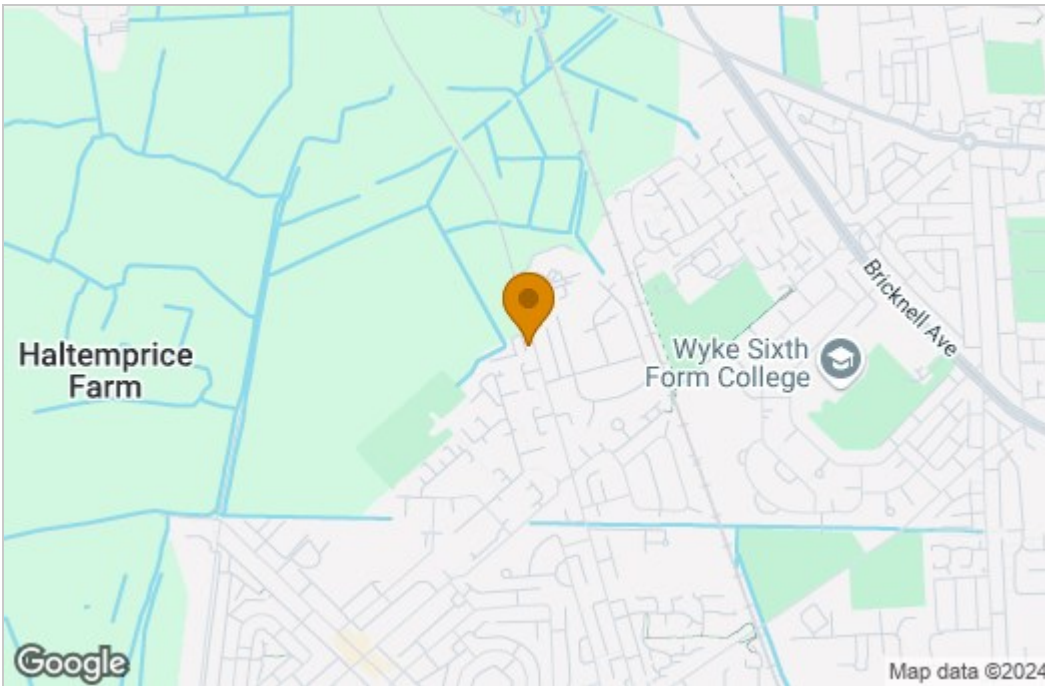 Bricknell Ave
Haltemprice
Farm
Wyke Sixth
Form College
Google
Map data ©2024